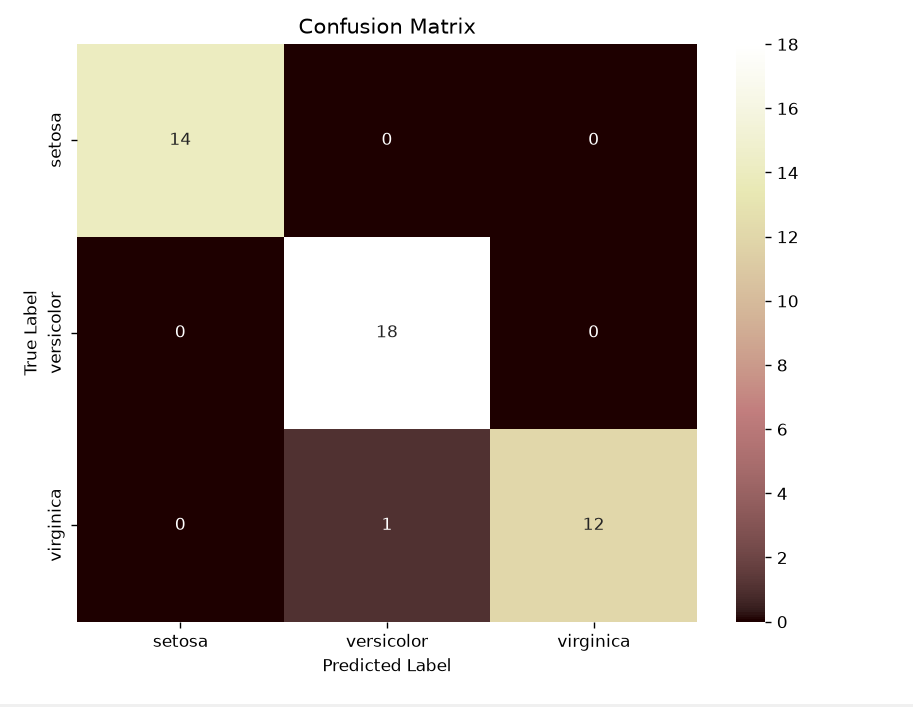 Confusion Matrix
setosa
14
0
0
True Label
versicolor
0
18
0
virginica
0
1
12
setosa
versicolor
virginica
Predicted Label
18
16
14
12
10
8
6
4
2
0